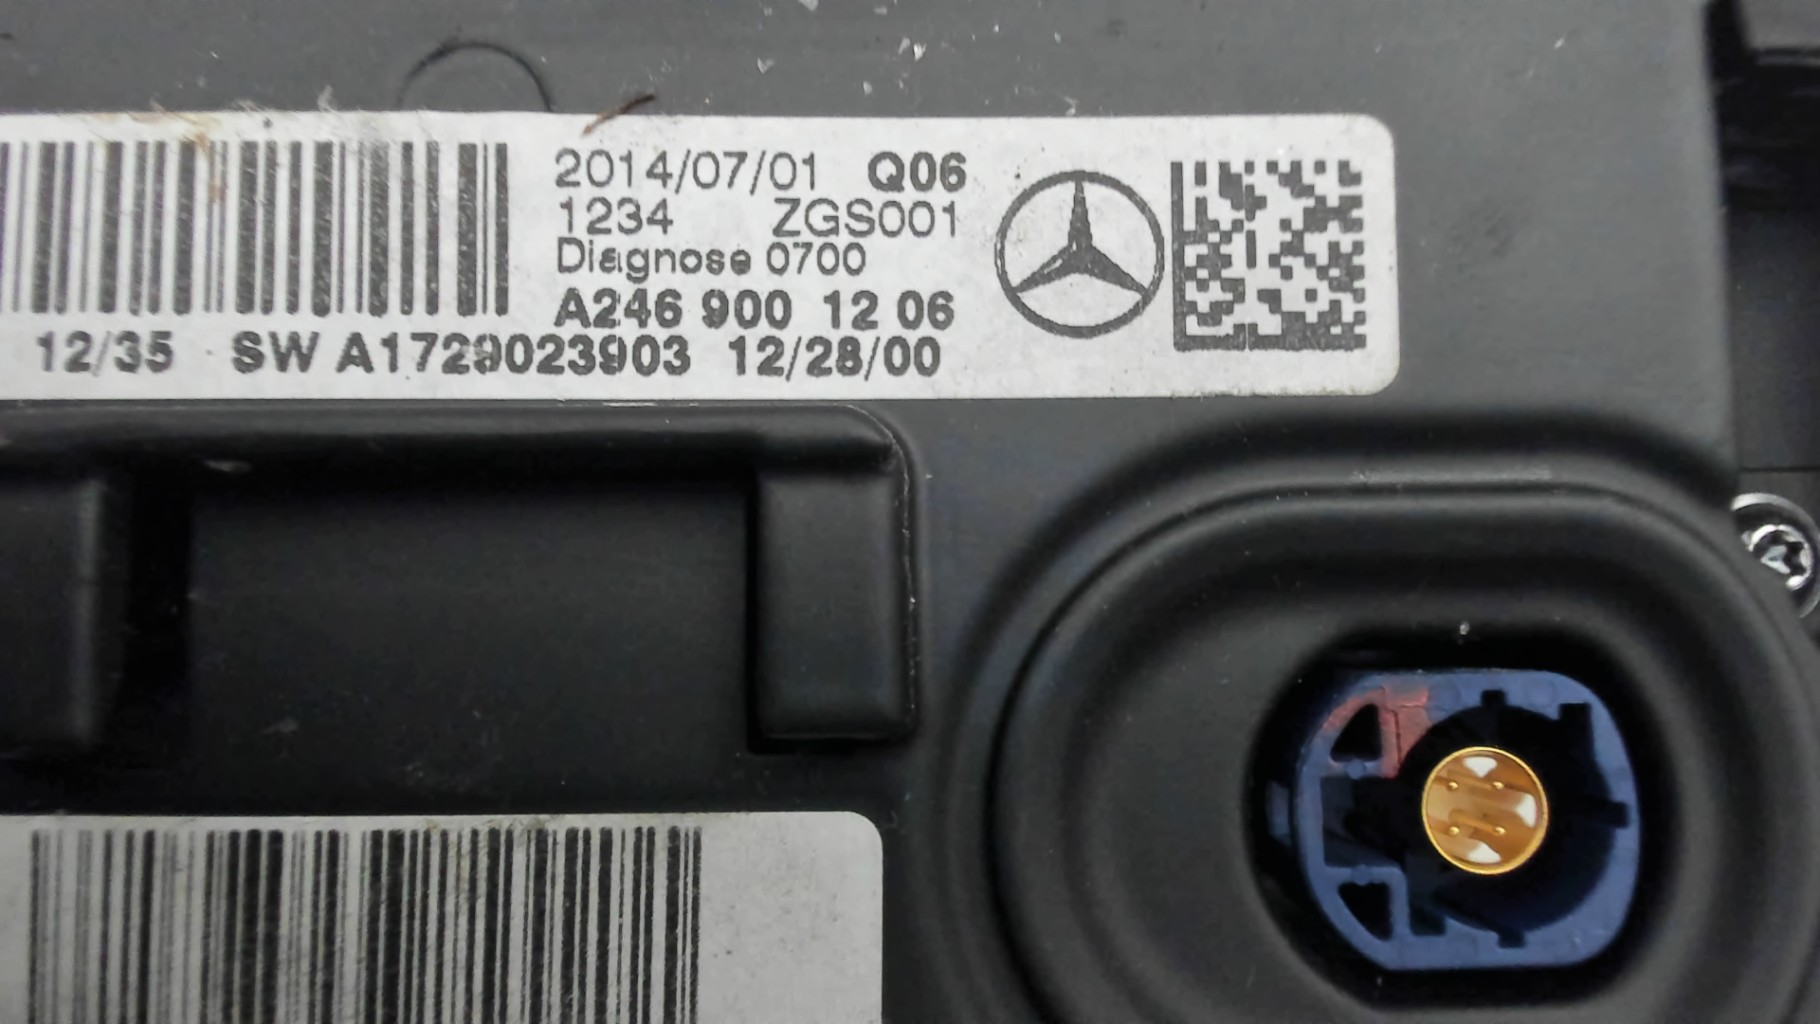 2014/07/01 Q06
1234 ZGS001
Diagnose 0700
A246 900 12 06
12/35 SW A1729023903 12/28/00